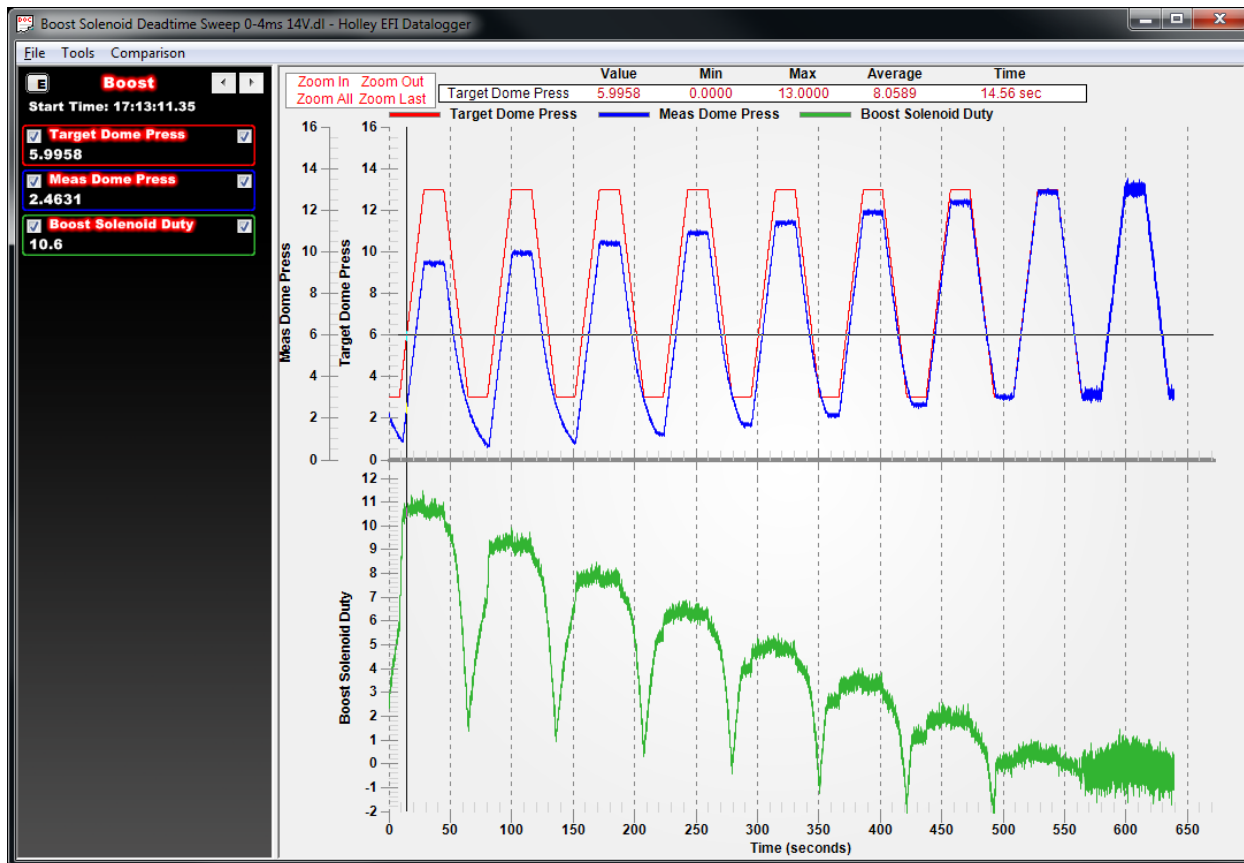 Boost Solenoid Deadtime Sweep 0-4ms 14V.dl - Holley EFI Datalogger
File Tools Comparison
E Boost
Start Time: 17:13:11.35
Target Dome Press
5.9958
Meas Dome Press
2.4631
Boost Solenoid Duty
10.6
Zoom In Zoom Out
Zoom All Zoom Last
Value Min Max Average Time
Target Dome Press 5.9958 0.0000 13.0000 8.0589 14.56 sec
Target Dome Press Meas Dome Press Boost Solenoid Duty
16 16
14 14
12 12
10 10
8 8
6 6
4 4
2 2
0 0
Meas Dome Press
Target Dome Press
12
11
10
9
8
7
6
5
4
3
2
1
0
-1
-2
Boost Solenoid Duty
0 50 100 150 200 250 300 350 400 450 500 550 600 650
Time (seconds)